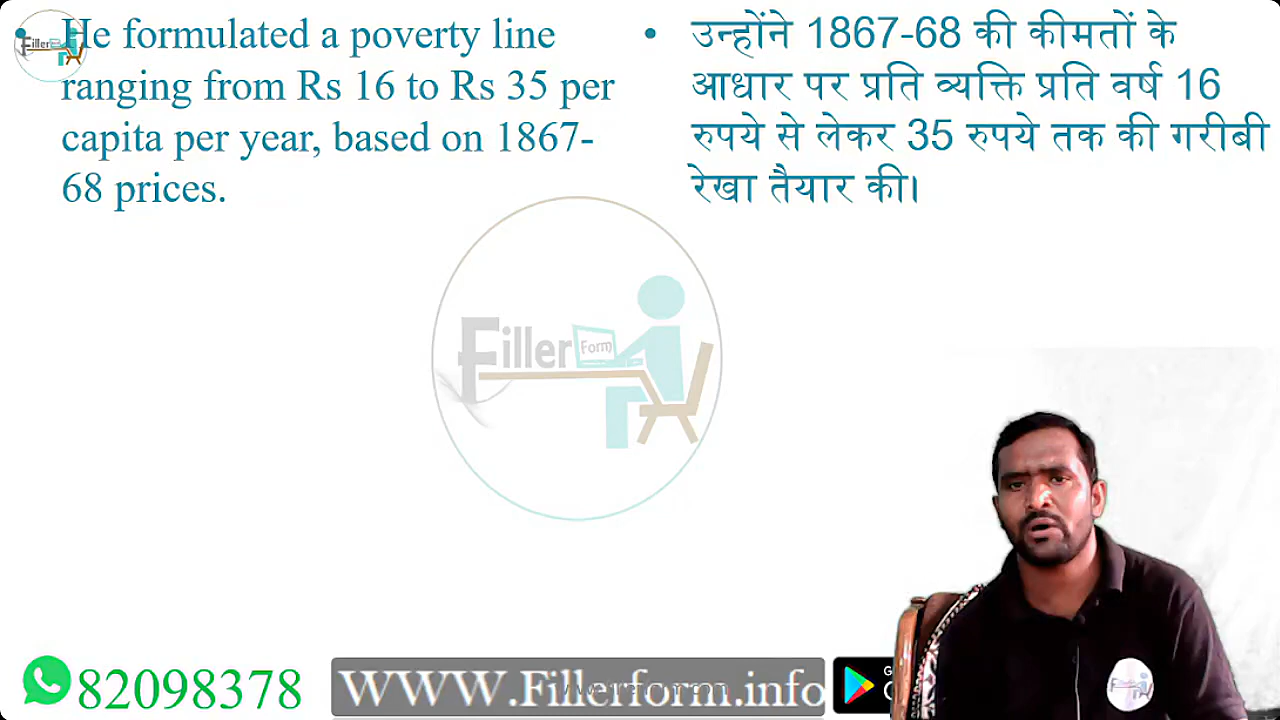 He formulated a poverty line
ranging from Rs 16 to Rs 35 per
capita per year, based on 1867-
68 prices.
उन्होंने 1867-68 की कीमतों के
आधार पर प्रति व्यक्ति प्रति वर्ष 16
रुपये से लेकर 35 रुपये तक की गरीबी
रेखा तैयार की।
Filler Form
82098378
WWW.Fillerform.info